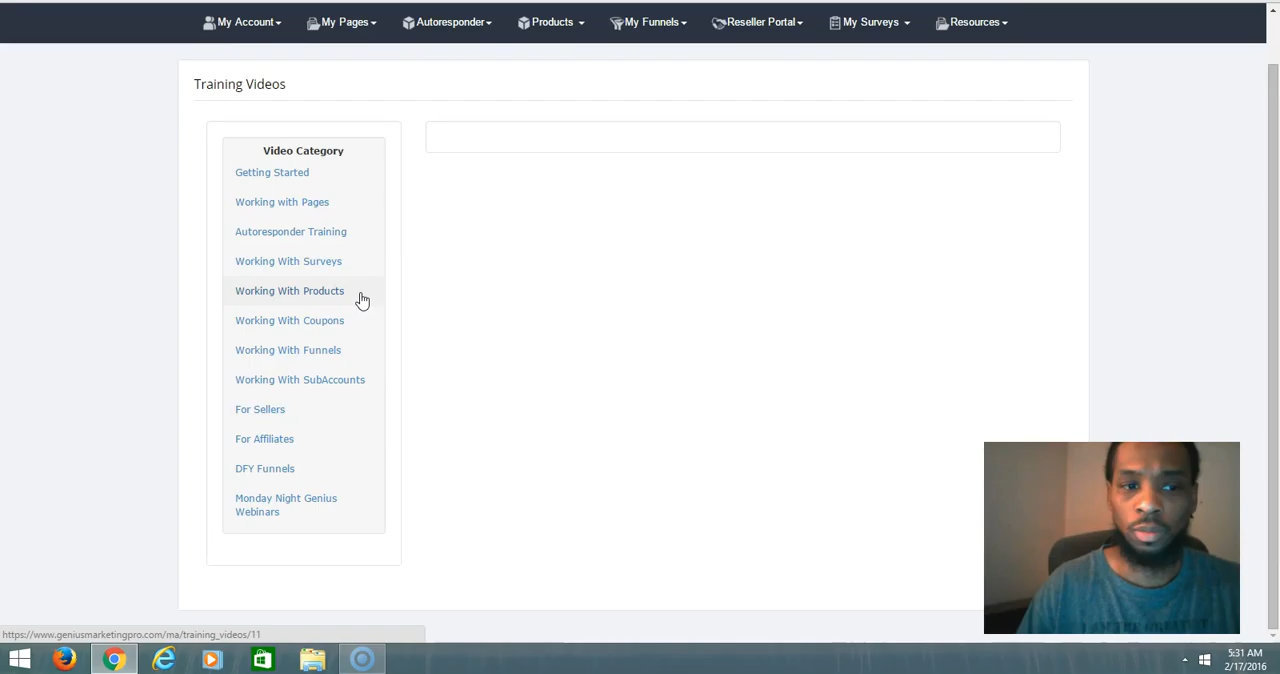 My Account My Pages Autoresponder Products My Funnels Reseller Portal My Surveys Resources
Training Videos
Video Category
Getting Started
Working with Pages
Autoresponder Training
Working With Surveys
Working With Products
Working With Coupons
Working With Funnels
Working With SubAccounts
For Sellers
For Affiliates
DFY Funnels
Monday Night Genius
Webinars
https://www.geniusmarketingpro.com/ma/training_videos/11
5:31 AM
2/17/2016